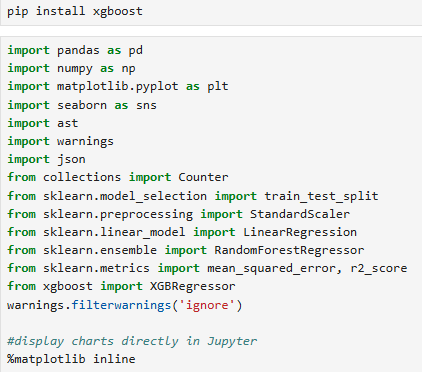 pip install xgboost
import pandas as pd
import numpy as np
import matplotlib.pyplot as plt
import seaborn as sns
import ast
import warnings
import json
from collections import Counter
from sklearn.model_selection import train_test_split
from sklearn.preprocessing import StandardScaler
from sklearn.linear_model import LinearRegression
from sklearn.ensemble import RandomForestRegressor
from sklearn.metrics import mean_squared_error, r2_score
from xgboost import XGBRegressor
warnings.filterwarnings('ignore')
#display charts directly in Jupyter
%matplotlib inline